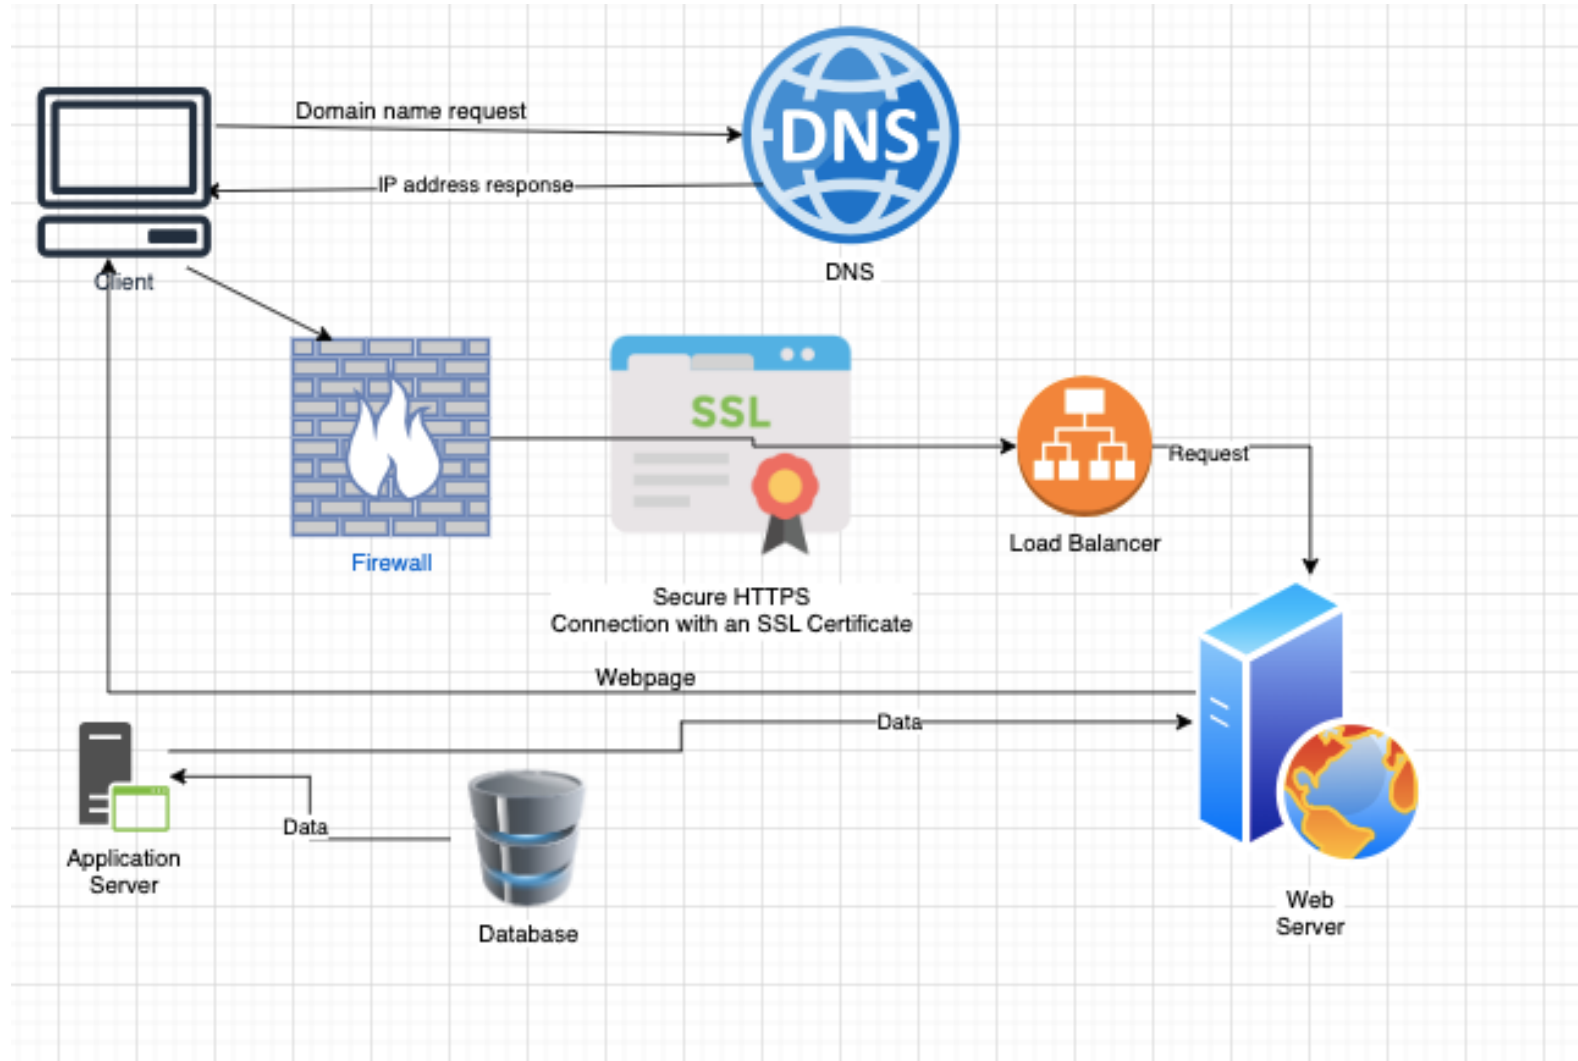 Domain name request
DNS
IP address response
DNS
Client
SSL
Request
Load Balancer
Firewall
Secure HTTPS
Connection with an SSL Certificate
Webpage
Data
Data
Application
Server
Database
Web
Server